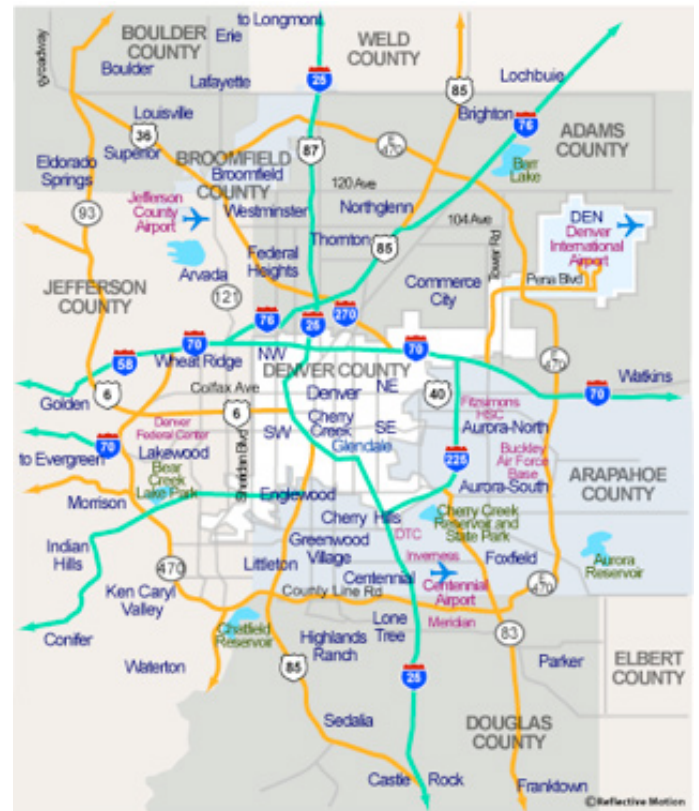 to Longmont
BOULDER
COUNTY
Erie
WELD
COUNTY
Boulder
Lafayette
25
85
Lochbuie
Louisville
Brighton
76
36
87
E
470
ADAMS
COUNTY
Superior
BROOMFIELD
COUNTY
Broomfield
Barr
Lake
Eldorado
Springs
120 Ave
93
Jefferson
County
Airport
Westminster
Northglenn
104 Ave
DEN
Denver
International
Airport
Thornton
85
Tower Rd
Federal
Heights
Arvada
Commerce
City
Pena Blvd
JEFFERSON
COUNTY
121
76
25
270
70
58
Wheat Ridge
NW
70
E
470
DENVER COUNTY
Watkins
70
6
Colfax Ave
Denver
NE
40
Golden
6
Fitzsimons
HSC
Denver
Federal Center
Cherry
Creek
SW
SE
Aurora-North
Glendale
70
to Evergreen
Lakewood
Sheridan Blvd
225
Buckley
Air Force
Base
Bear
Creek
Lake Park
ARAPAHOE
COUNTY
Morrison
Englewood
Aurora-South
Cherry Hills
Cherry Creek
Reservoir and
State Park
DTC
Indian
Hills
Greenwood
Village
470
Littleton
Inverness
Foxfield
Aurora
Reservoir
Centennial
Centennial
Airport
E
470
Ken Caryl
Valley
County Line Rd
Conifer
Chatfield
Reservoir
Lone
Tree
Meridian
83
Highlands
Ranch
Waterton
85
25
Parker
ELBERT
COUNTY
Sedalia
DOUGLAS
COUNTY
Castle Rock
Franktown
©Reflective Motion